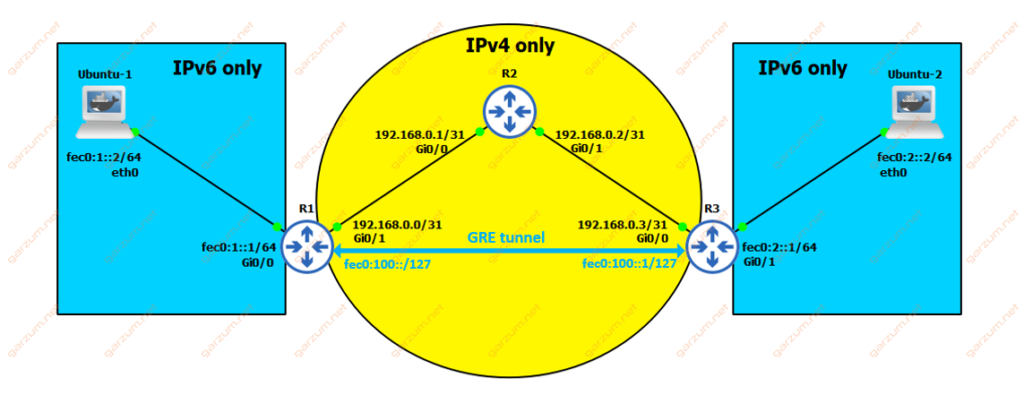 IPv4 only
IPv6 only
IPv6 only
Ubuntu-1
R2
Ubuntu-2
192.168.0.1/31
Gi0/0
192.168.0.2/31
Gi0/1
fec0:1::2/64
eth0
fec0:2::2/64
eth0
R1
R3
192.168.0.0/31
Gi0/1
192.168.0.3/31
Gi0/0
fec0:1::1/64
Gi0/0
GRE tunnel
fec0:2::1/64
Gi0/1
fec0:100::/127
fec0:100::1/127
garzum.net